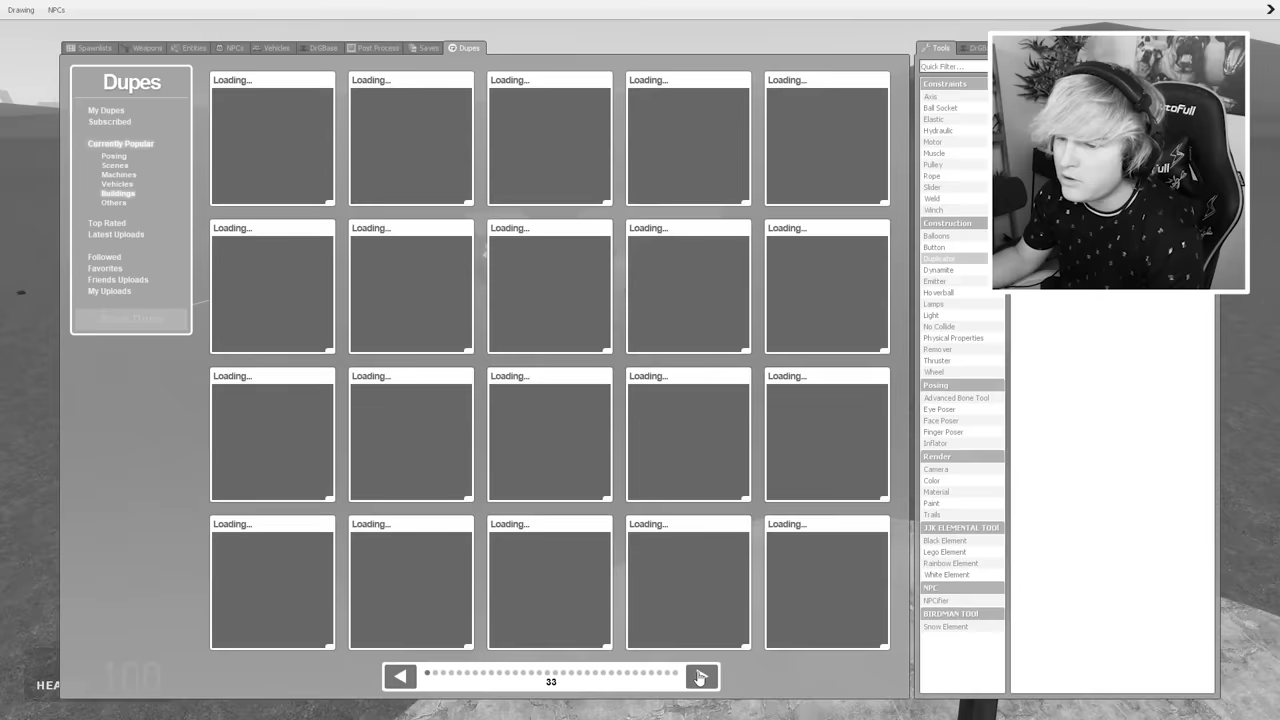 Drawing NPCs
Spawnlists Weapons Entities NPCs Vehicles DrGBase Post Process Saves Dupes
Tools
Dupes
My Dupes
Subscribed
Currently Popular
Posing
Scenes
Machines
Vehicles
Buildings
Others
Top Rated
Latest Uploads
Followed
Favorites
Friends Uploads
My Uploads
Loading... Loading... Loading... Loading... Loading...
Loading... Loading... Loading... Loading... Loading...
Loading... Loading... Loading... Loading... Loading...
Loading... Loading... Loading... Loading... Loading...
33
Quick Filter...
Constraints
Axis
Ball Socket
Elastic
Hydraulic
Motor
Muscle
Pulley
Rope
Slider
Weld
Winch
Construction
Balloons
Button
Duplicator
Dynamite
Emitter
Hoverball
Lamps
Light
No Collide
Physical Properties
Remover
Thruster
Wheel
Posing
Advanced Bone Tool
Eye Poser
Face Poser
Finger Poser
Inflator
Render
Camera
Color
Material
Paint
Trails
JJK ELEMENTAL TOOL
Black Element
Lego Element
Rainbow Element
White Element
NPC
NPCifier
BIRDMAN TOOL
Snow Element
100